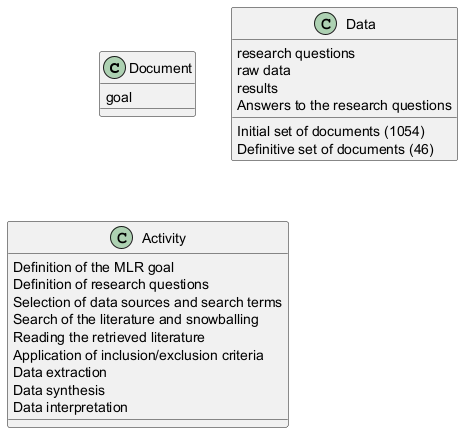 C Document
goal
C Data
research questions
raw data
results
Answers to the research questions
Initial set of documents (1054)
Definitive set of documents (46)
C Activity
Definition of the MLR goal
Definition of research questions
Selection of data sources and search terms
Search of the literature and snowballing
Reading the retrieved literature
Application of inclusion/exclusion criteria
Data extraction
Data synthesis
Data interpretation